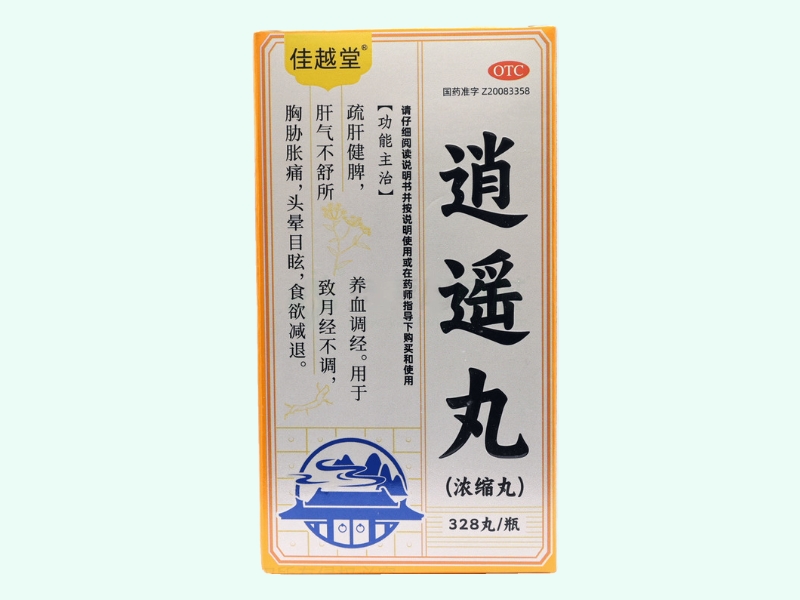 佳越堂®
OTC
国药准字 Z20083358
逍遥丸
(浓缩丸)
328丸/瓶
请仔细阅读说明书并按说明使用或在药师指导下购买和使用
【功能主治】
疏肝健脾，养血调经。用于
肝气不舒所致月经不调，
胸胁胀痛，头晕目眩，食欲减退。